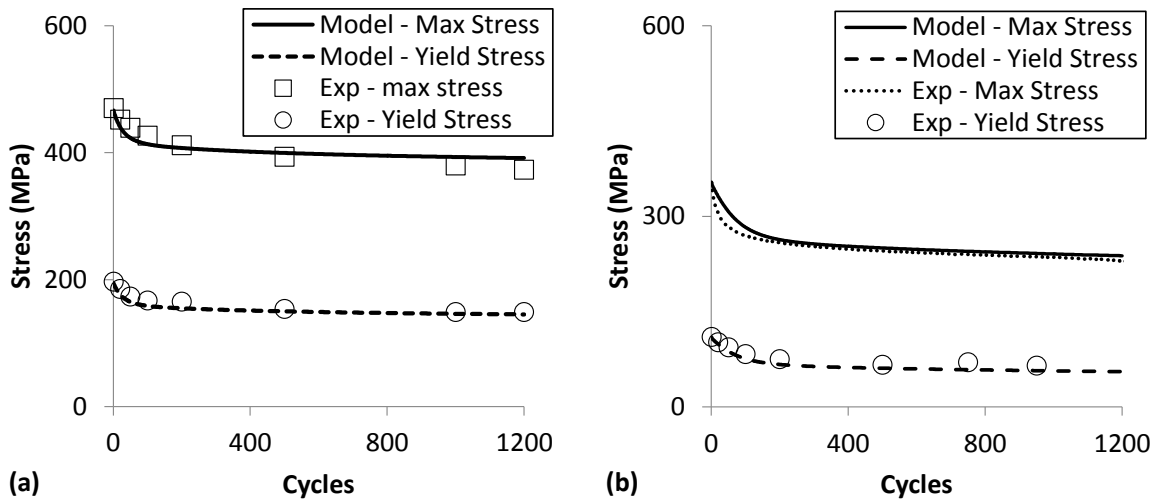 600
400
200
0
Stress (MPa)
0
400
800
1200
Cycles
(a)
Model - Max Stress
Model - Yield Stress
Exp - max stress
Exp - Yield Stress
600
300
0
Stress (MPa)
0
400
800
1200
Cycles
(b)
Model - Max Stress
Model - Yield Stress
Exp - Max Stress
Exp - Yield Stress